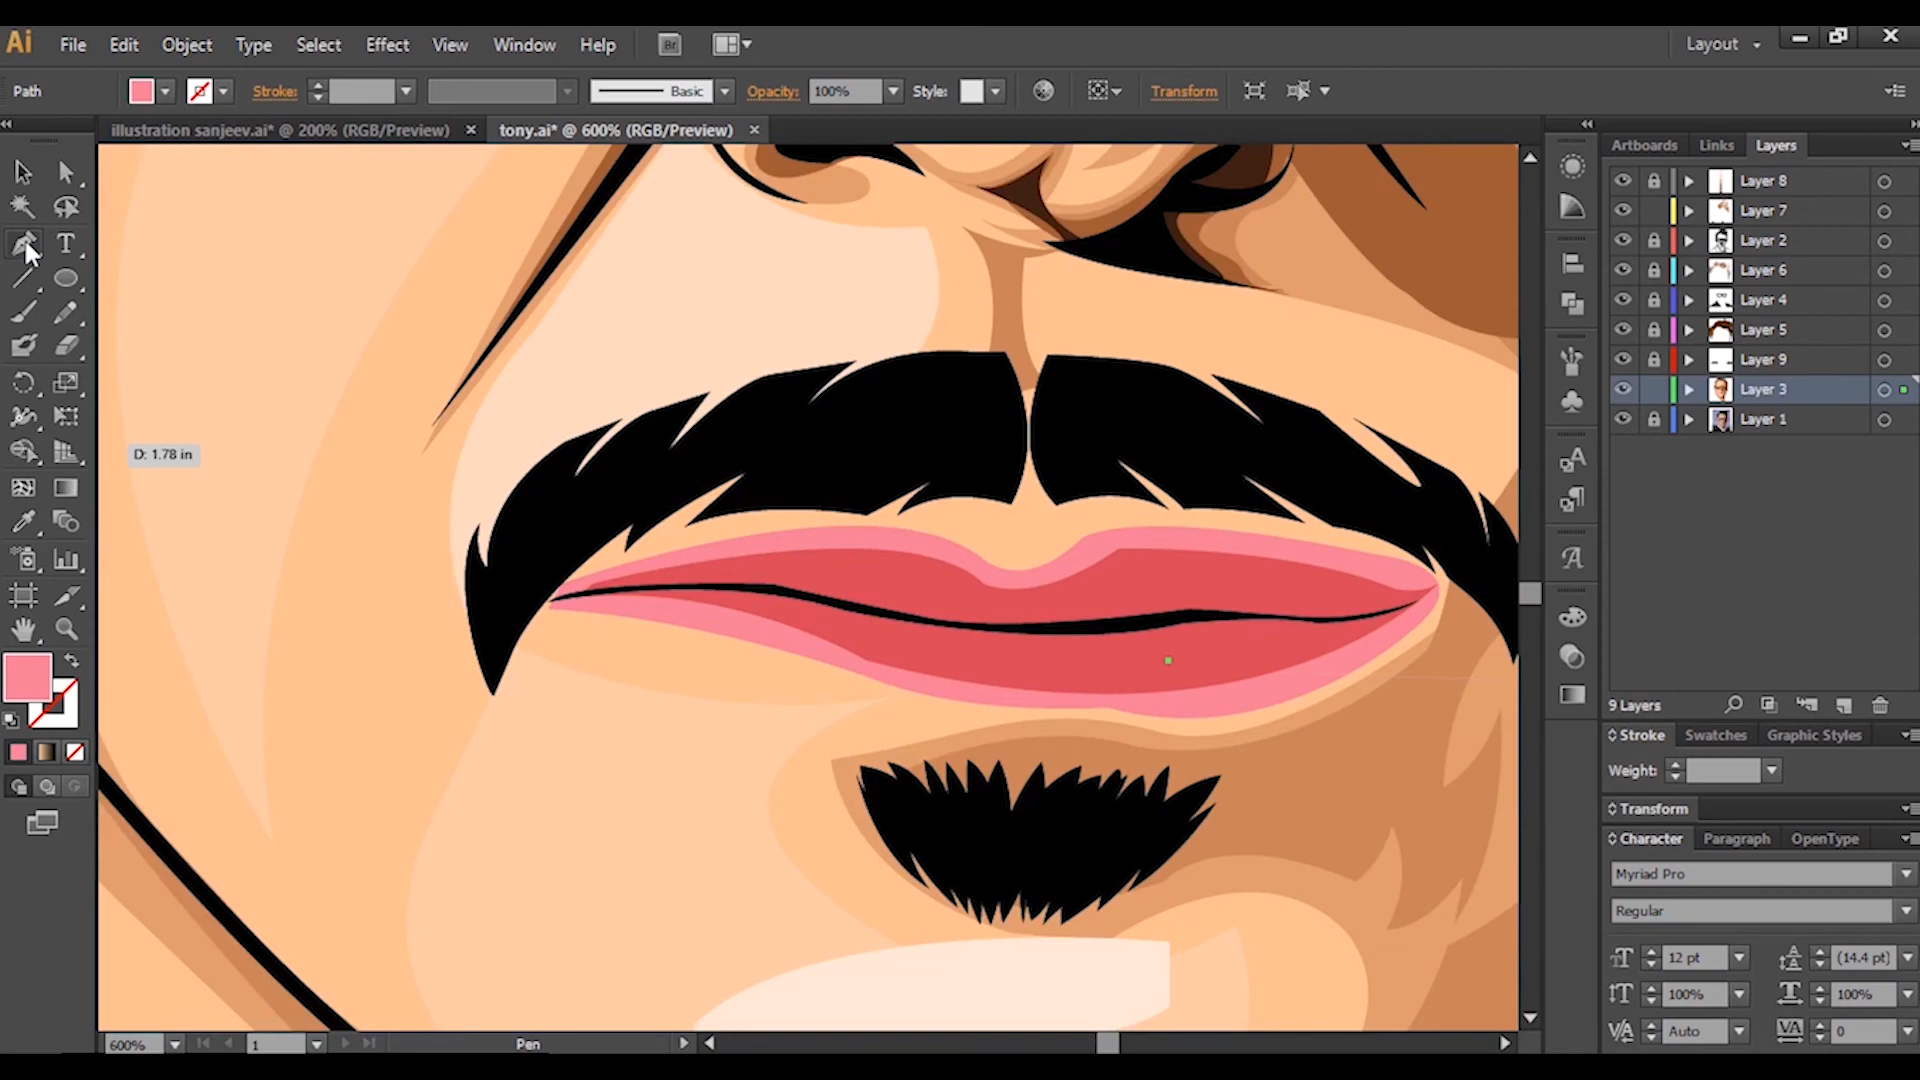 Ai File Edit Object Type Select Effect View Window Help Br Layout
Path Stroke: Basic Opacity: 100% Style: Transform
illustration sanjeev.ai* @ 200% (RGB/Preview) × tony.ai* @ 600% (RGB/Preview) ×
Artboards Links Layers
Layer 8
Layer 7
Layer 2
Layer 6
Layer 4
Layer 5
Layer 9
Layer 3
Layer 1
D: 1.78 in
9 Layers
Stroke Swatches Graphic Styles
Weight:
Transform
Character Paragraph OpenType
Myriad Pro
Regular
12 pt (14.4 pt)
100% 100%
Auto 0
600% 1 Pen